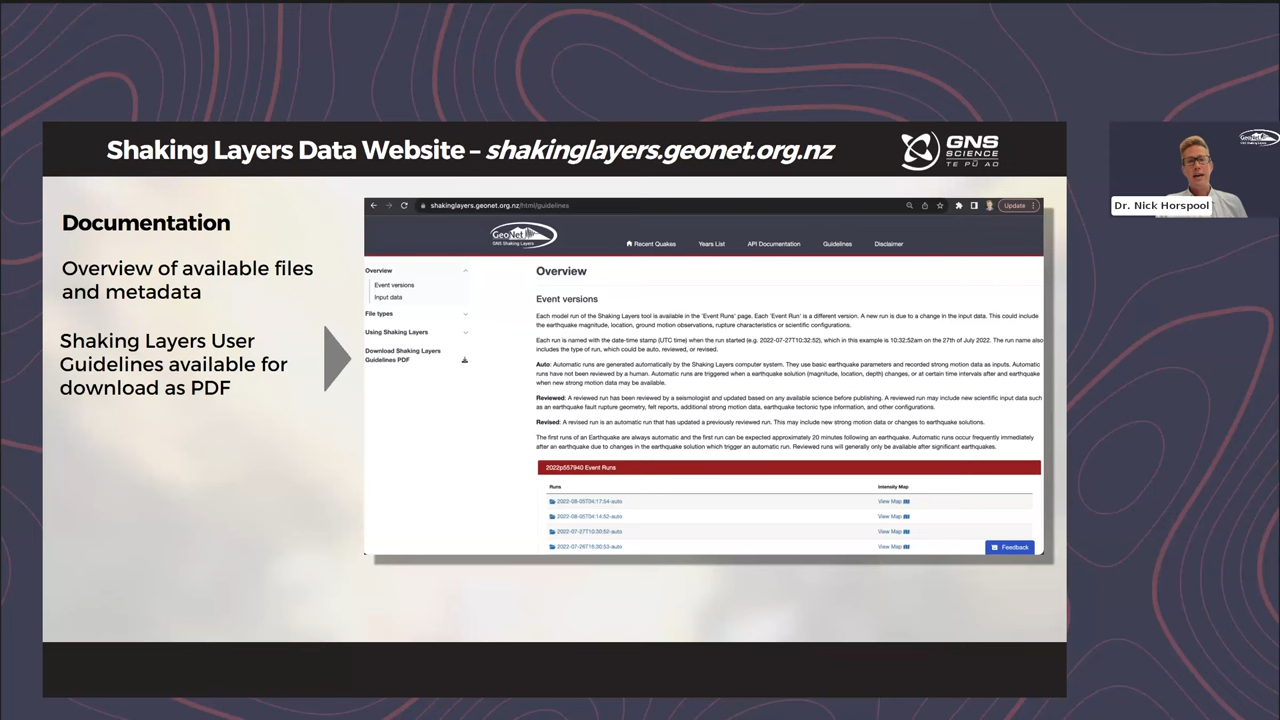 Shaking Layers Data Website – shakinglayers.geonet.org.nz
GNS
SCIENCE
TE PŪ AO
Documentation
Overview of available files
and metadata
Shaking Layers User
Guidelines available for
download as PDF
shakinglayers.geonet.org.nz/html/guidelines
Update
GeoNet
GNS Shaking Layers
Recent Quakes
Years List
API Documentation
Guidelines
Disclaimer
Overview
Event versions
Input data
File types
Using Shaking Layers
Download Shaking Layers
Guidelines PDF
Overview
Event versions
Each model run of the Shaking Layers tool is available in the 'Event Runs' page. Each 'Event Run' is a different version. A new run is due to a change in the input data. This could include
the earthquake magnitude, location, ground motion observations, rupture characteristics or scientific configurations.
Each run is named with the date-time stamp (UTC time) when the run started (e.g. 2022-07-27T10:32:52), which in this example is 10:32:52am on the 27th of July 2022. The run name also
includes the type of run, which could be auto, reviewed, or revised.
Auto: Automatic runs are generated automatically by the Shaking Layers computer system. They use basic earthquake parameters and recorded strong motion data as inputs. Automatic
runs have not been reviewed by a human. Automatic runs are triggered when a earthquake solution (magnitude, location, depth) changes, or at certain time intervals after and earthquake
when new strong motion data may be available.
Reviewed: A reviewed run has been reviewed by a seismologist and updated based on any available science before publishing. A reviewed run may include new scientific input data such
as an earthquake fault rupture geometry, felt reports, additional strong motion data, earthquake tectonic type information, and other configurations.
Revised: A revised run is an automatic run that has updated a previously reviewed run. This may include new strong motion data or changes to earthquake solutions.
The first runs of an Earthquake are always automatic and the first run can be expected approximately 20 minutes following an earthquake. Automatic runs occur frequently immediately
after an earthquake due to changes in the earthquake solution which trigger an automatic run. Reviewed runs will generally only be available after significant earthquakes.
2022p557940 Event Runs
Runs
Intensity Map
2022-08-05T04:17:54-auto
View Map
2022-08-05T04:14:52-auto
View Map
2022-07-27T10:30:52-auto
View Map
2022-07-26T16:30:53-auto
View Map
Feedback
GeoNet
Dr. Nick Horspool